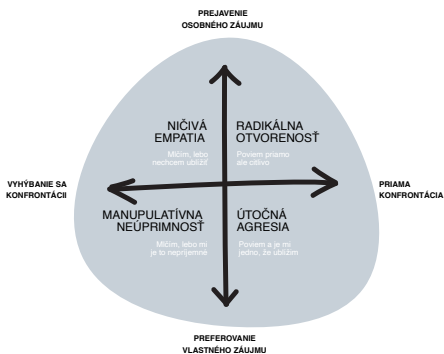 PREJAVENIE
OSOBNÉHO ZÁUJMU
NIČIVÁ
EMPATIA
Mlčím, lebo
nechcem ublížiť
RADIKÁLNA
OTVORENOSŤ
Poviem priamo
ale citlivo
VYHÝBANIE SA
KONFRONTÁCII
PRIAMA
KONFRONTÁCIA
MANUPULATÍVNA
NEÚPRIMNOSŤ
Mlčím, lebo mi
je to nepríjemné
ÚTOČNÁ
AGRESIA
Poviem a je mi
jedno, že ublížim
PREFEROVANIE
VLASTNÉHO ZÁUJMU